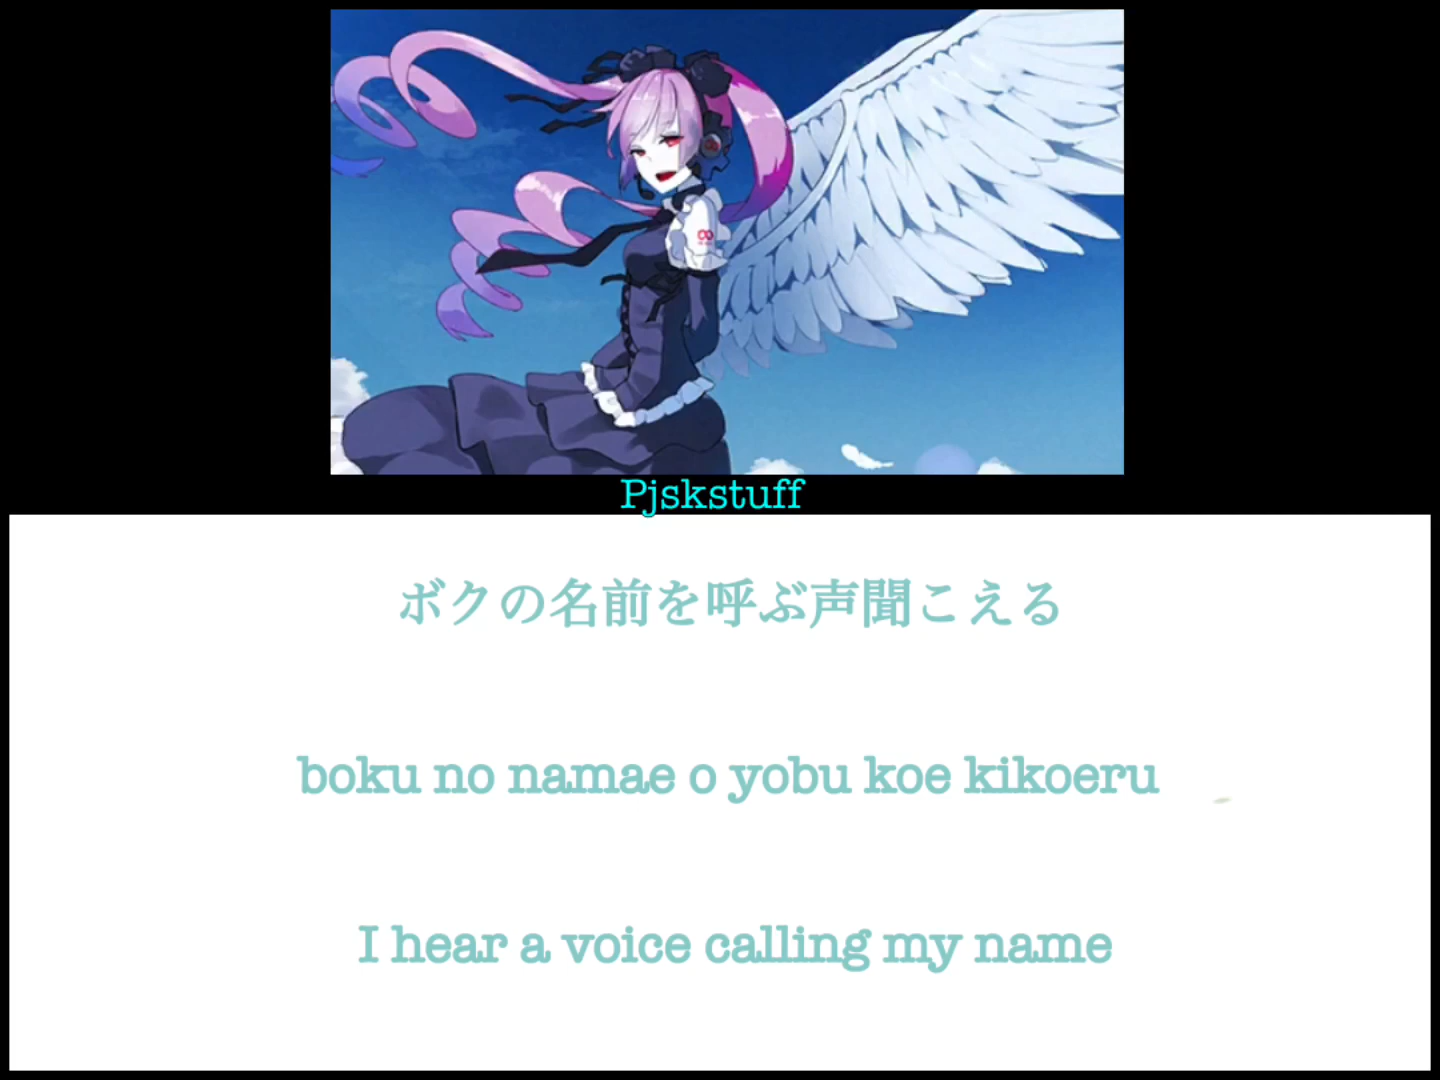 Pjskstuff
ボクの名前を呼ぶ声聞こえる
boku no namae o yobu koe kikoeru
I hear a voice calling my name